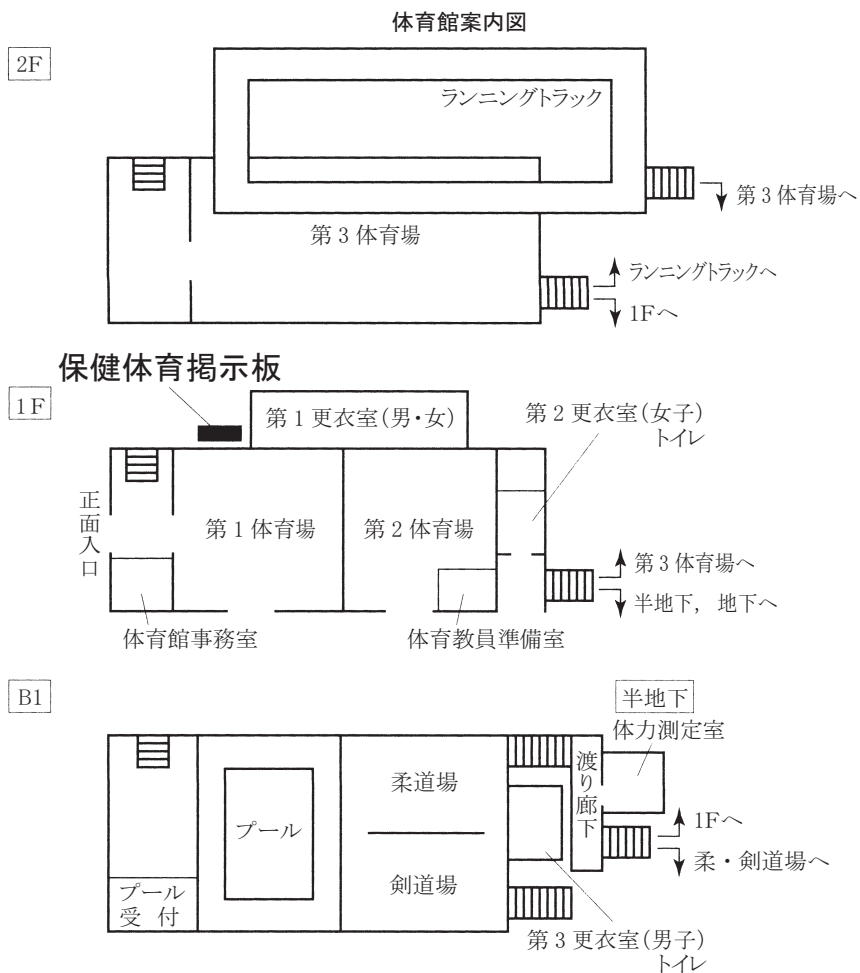 体育館案内図
2F
ランニングトラック
第3体育場へ
第3体育場
ランニングトラックへ
1Fへ
保健体育掲示板
1F
第1更衣室(男・女)
第2更衣室(女子)
トイレ
正面入口
第1体育場
第2体育場
第3体育場へ
半地下，地下へ
体育館事務室
体育教員準備室
B1
半地下
体力測定室
渡り廊下
柔道場
プール
1Fへ
柔・剣道場へ
剣道場
プール
受付
第3更衣室(男子)
トイレ